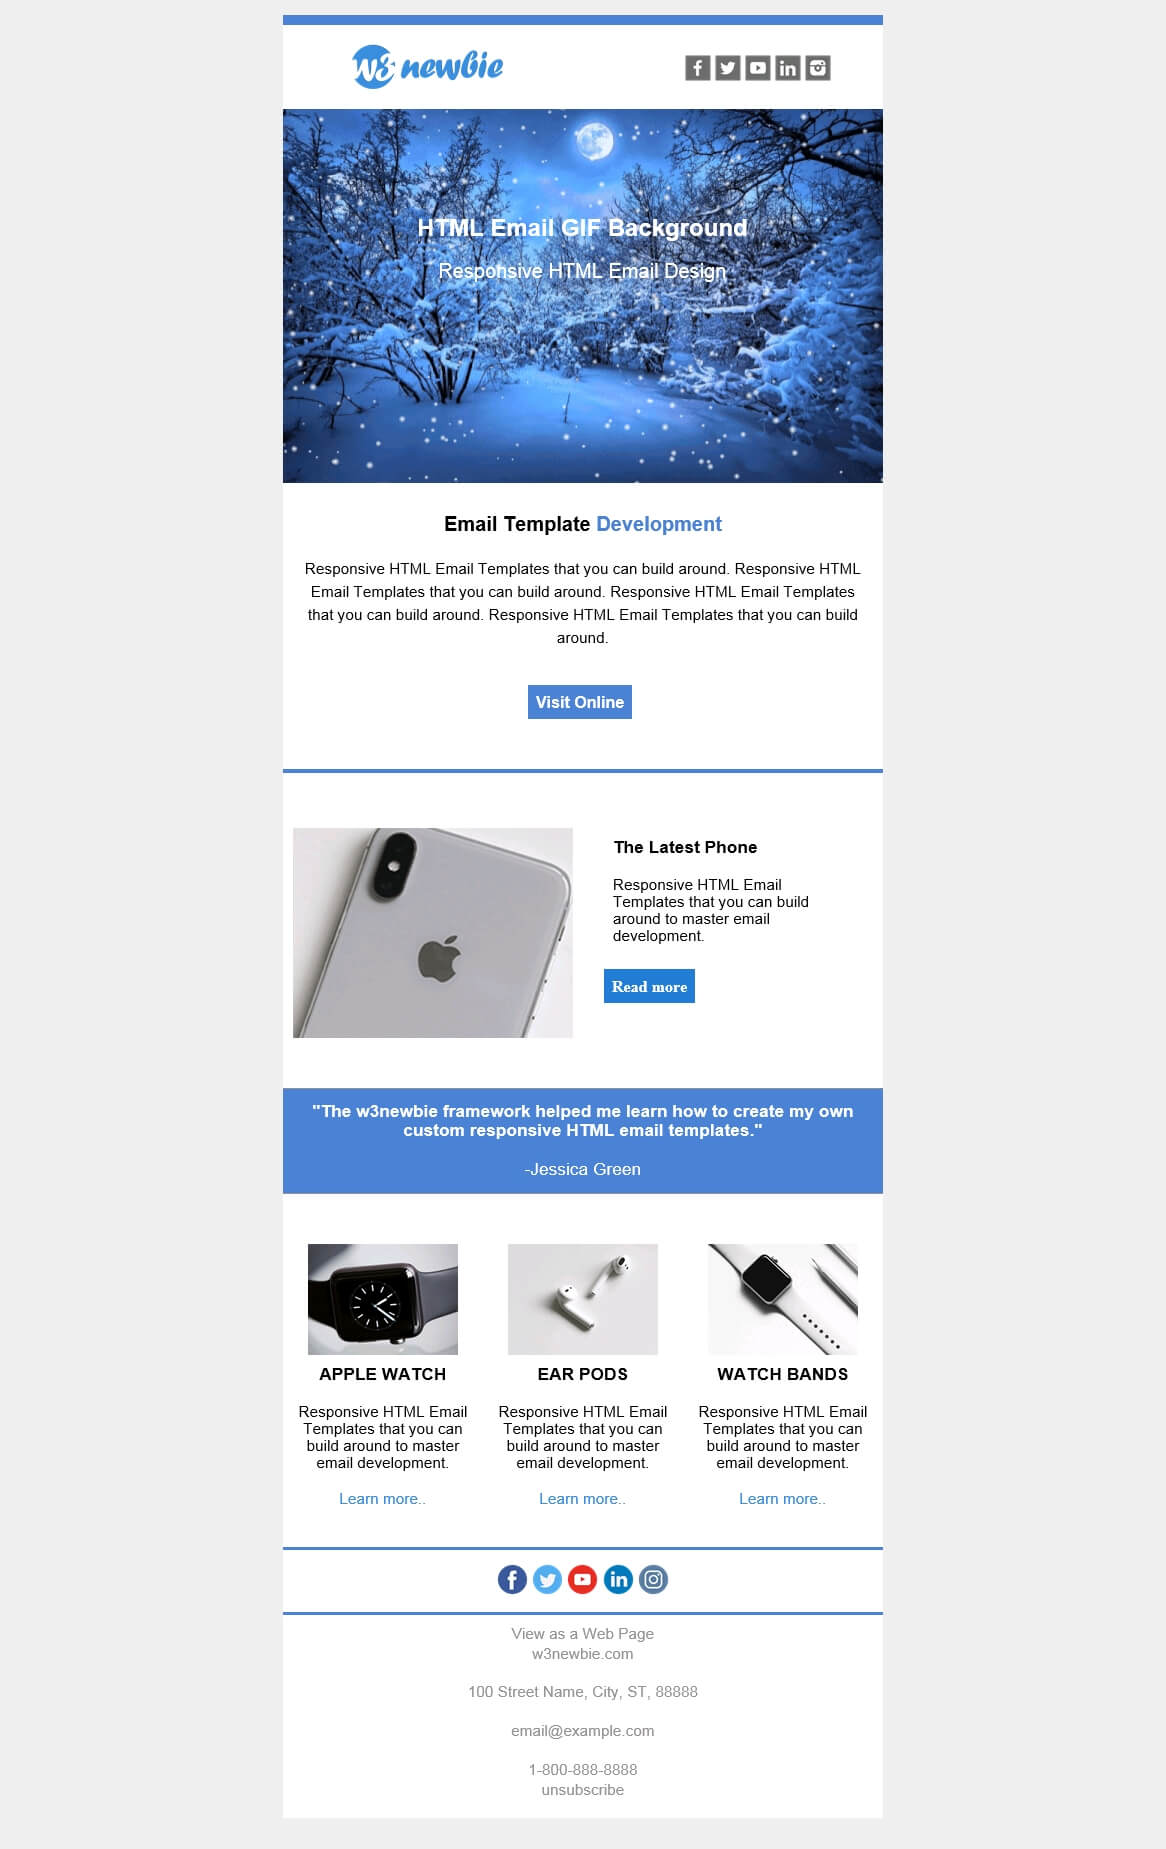 W3 newbie
HTML Email GIF Background
Responsive HTML Email Design
Email Template Development
Responsive HTML Email Templates that you can build around. Responsive HTML
Email Templates that you can build around. Responsive HTML Email Templates
that you can build around. Responsive HTML Email Templates that you can build
around.
Visit Online
The Latest Phone
Responsive HTML Email
Templates that you can build
around to master email
development.
Read more
"The w3newbie framework helped me learn how to create my own
custom responsive HTML email templates."
-Jessica Green
APPLE WATCH
Responsive HTML Email
Templates that you can
build around to master
email development.
Learn more..
EAR PODS
Responsive HTML Email
Templates that you can
build around to master
email development.
Learn more..
WATCH BANDS
Responsive HTML Email
Templates that you can
build around to master
email development.
Learn more..
View as a Web Page
w3newbie.com
100 Street Name, City, ST, 88888
email@example.com
1-800-888-8888
unsubscribe